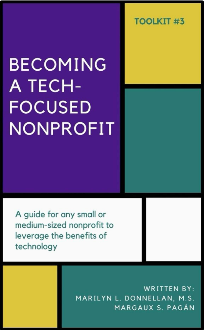 TOOLKIT #3
BECOMING
A TECH-
FOCUSED
NONPROFIT
A guide for any small or
medium-sized nonprofit to
leverage the benefits of
technology
WRITTEN BY:
MARILYN L. DONNELLAN, M.S.
MARGAUX S. PAGÁN